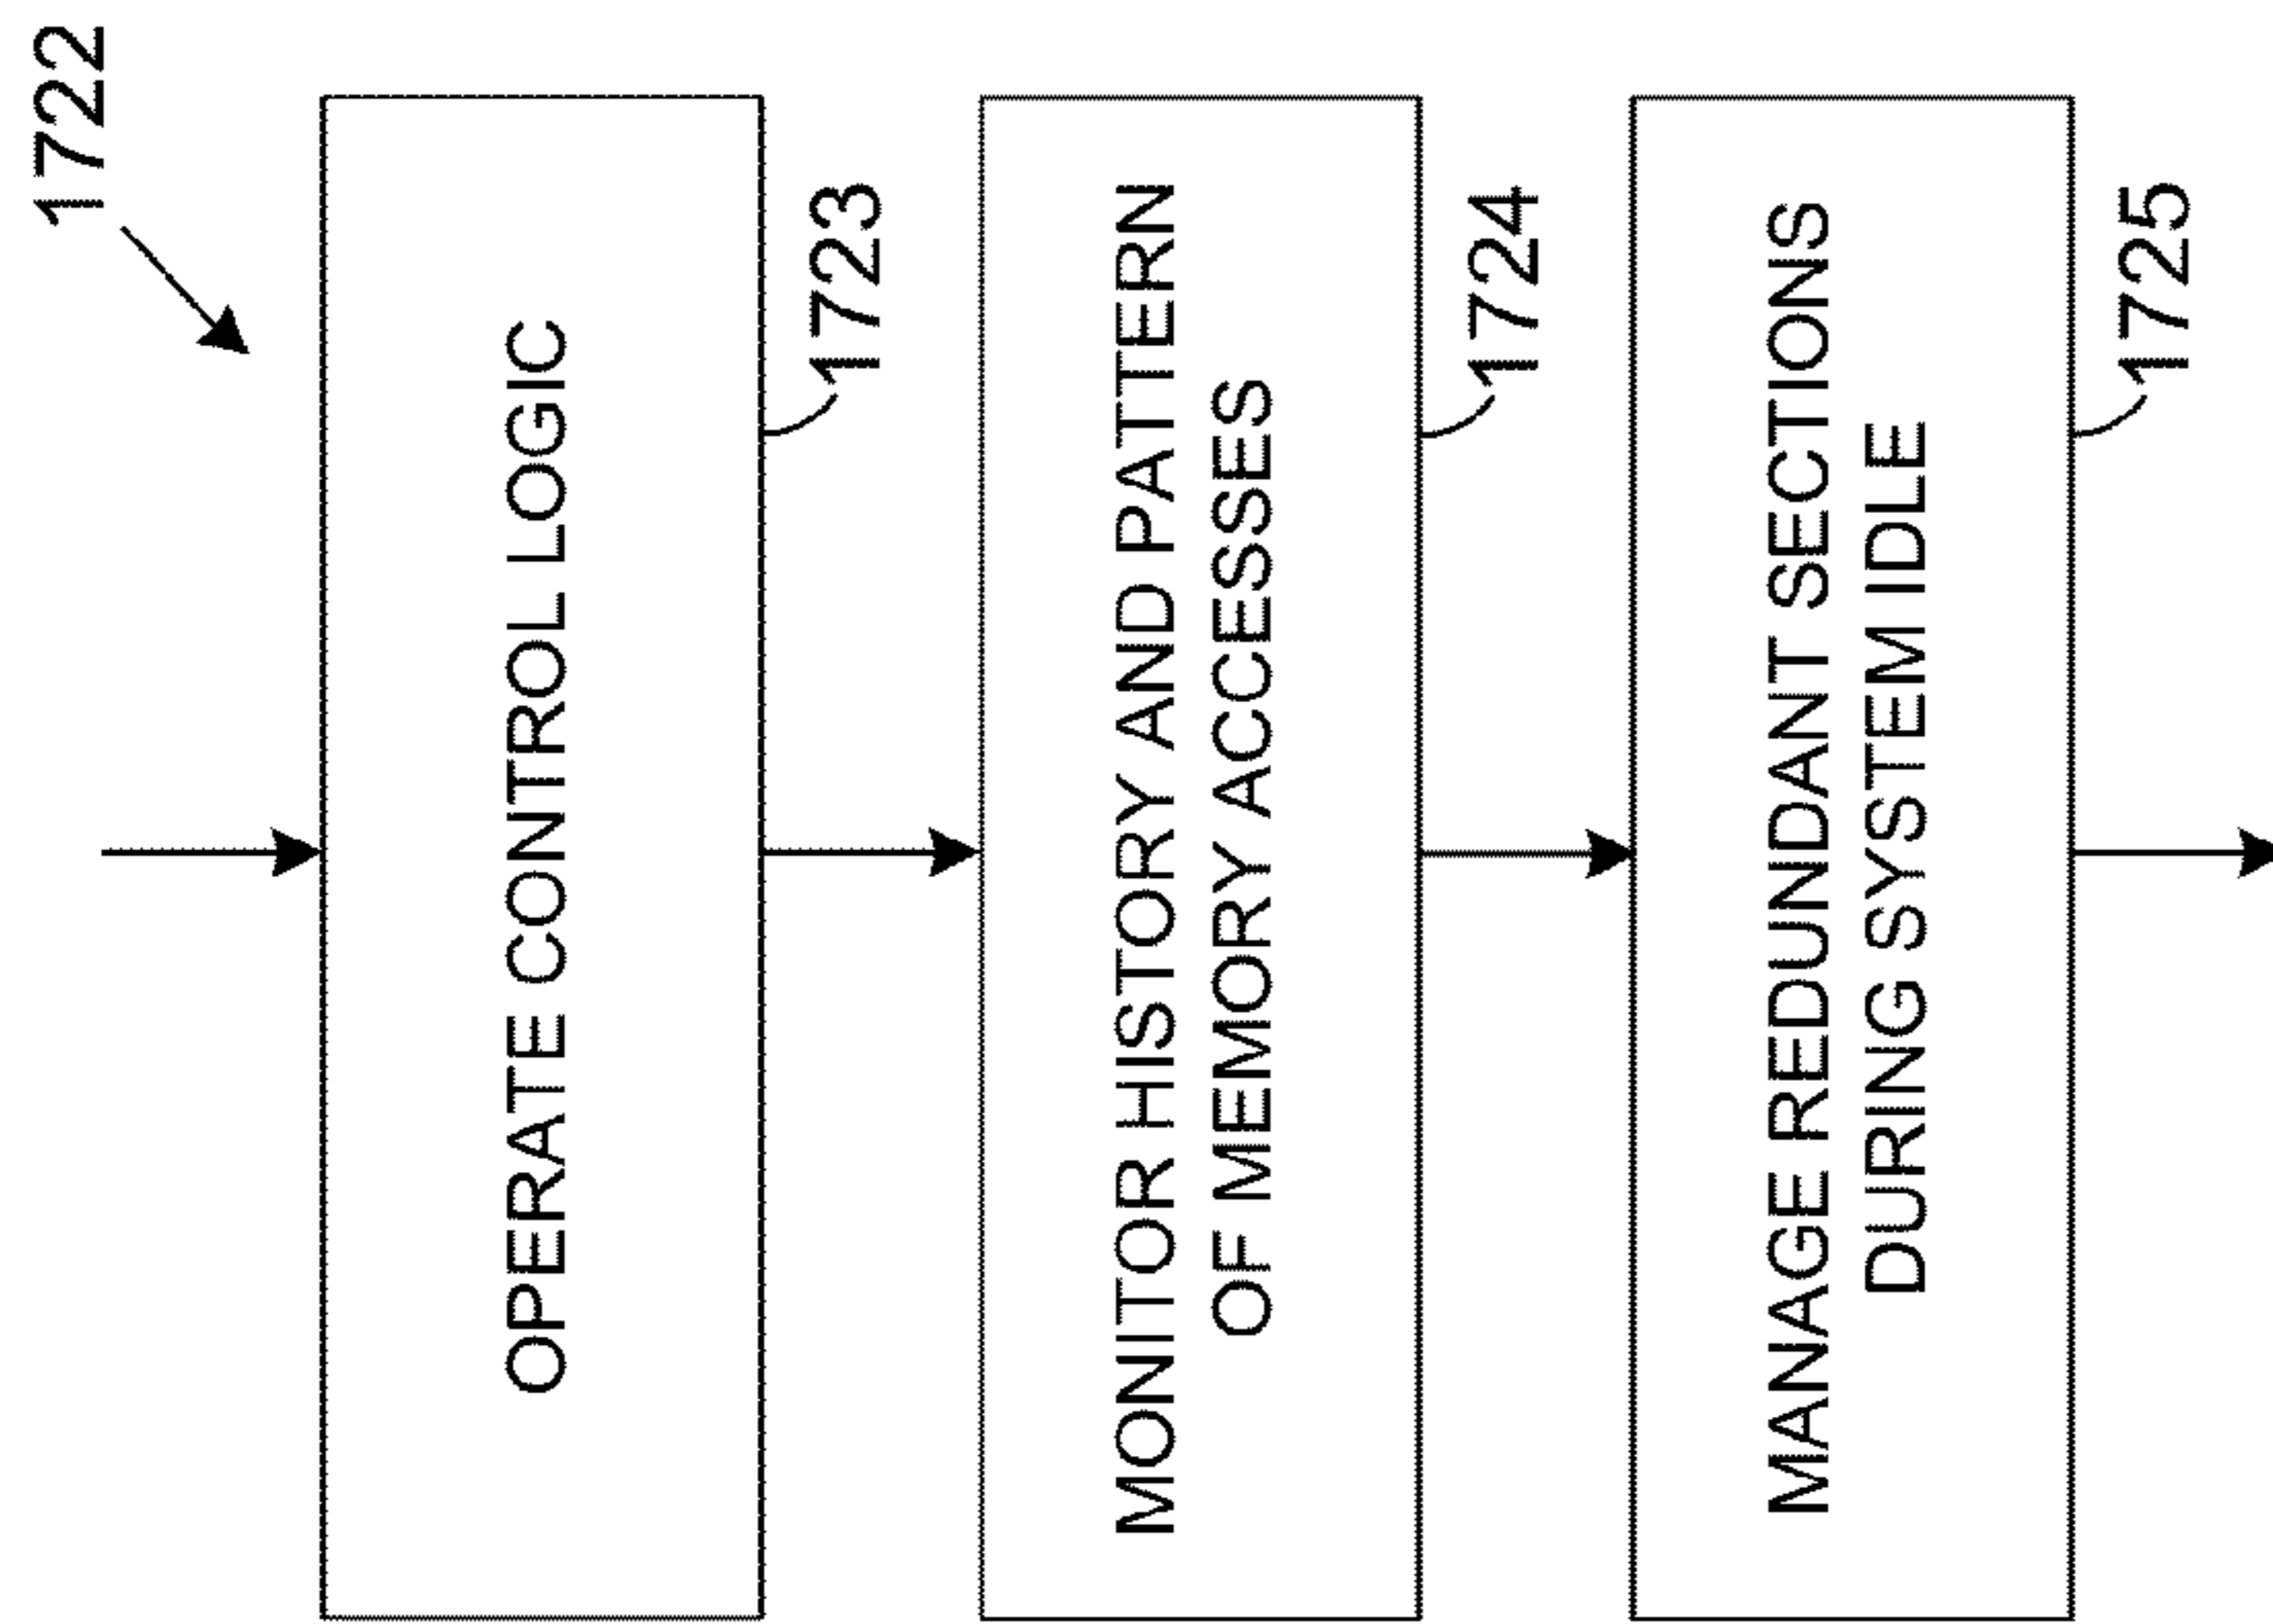 1722
OPERATE CONTROL LOGIC
1723
MONITOR HISTORY AND PATTERN
OF MEMORY ACCESSES
1724
MANAGE REDUNDANT SECTIONS
DURING SYSTEM IDLE
1725